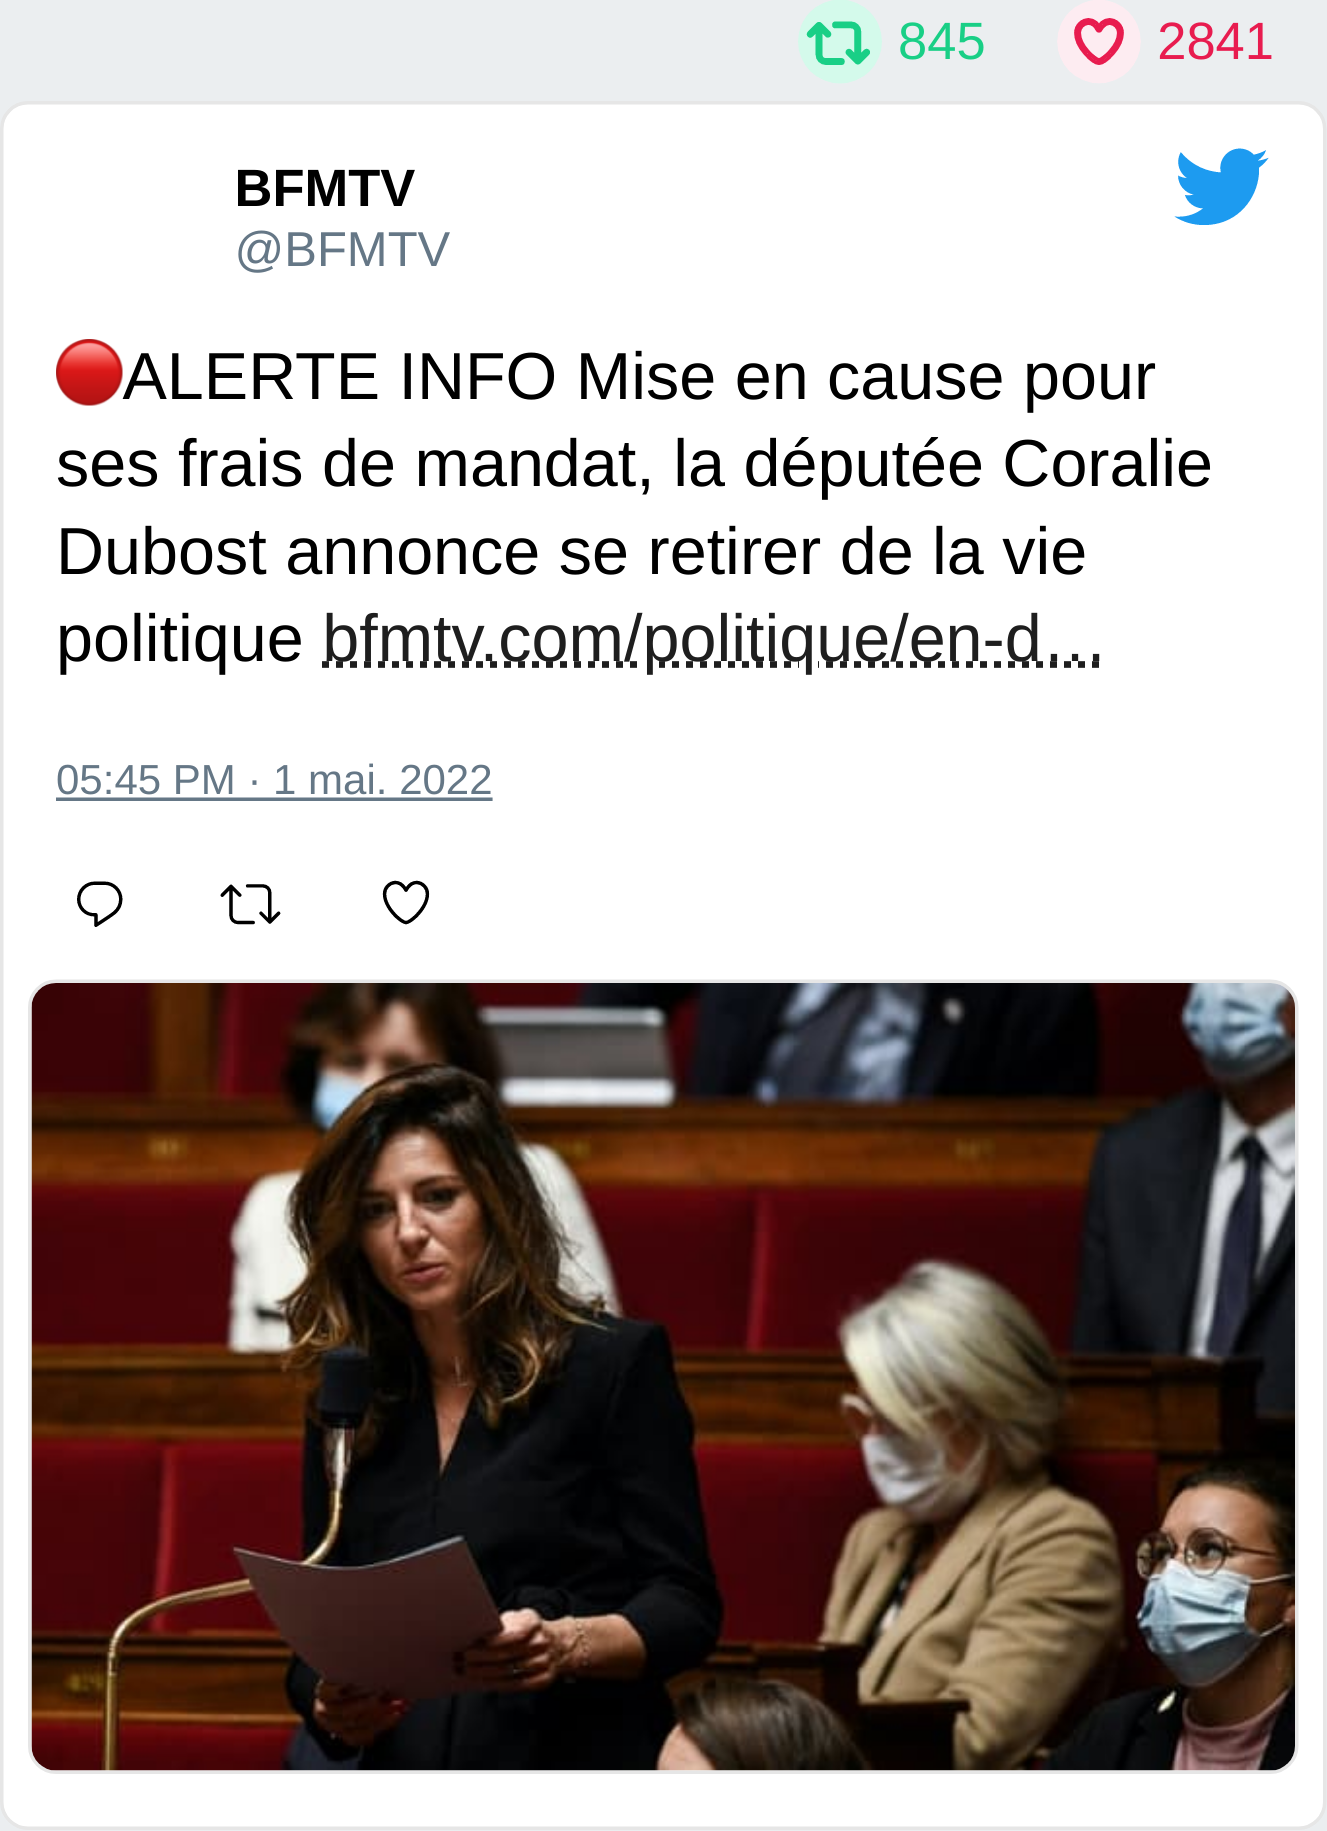 845 2841
BFMTV
@BFMTV
🔴ALERTE INFO Mise en cause pour
ses frais de mandat, la députée Coralie
Dubost annonce se retirer de la vie
politique bfmtv.com/politique/en-d…
05:45 PM · 1 mai. 2022